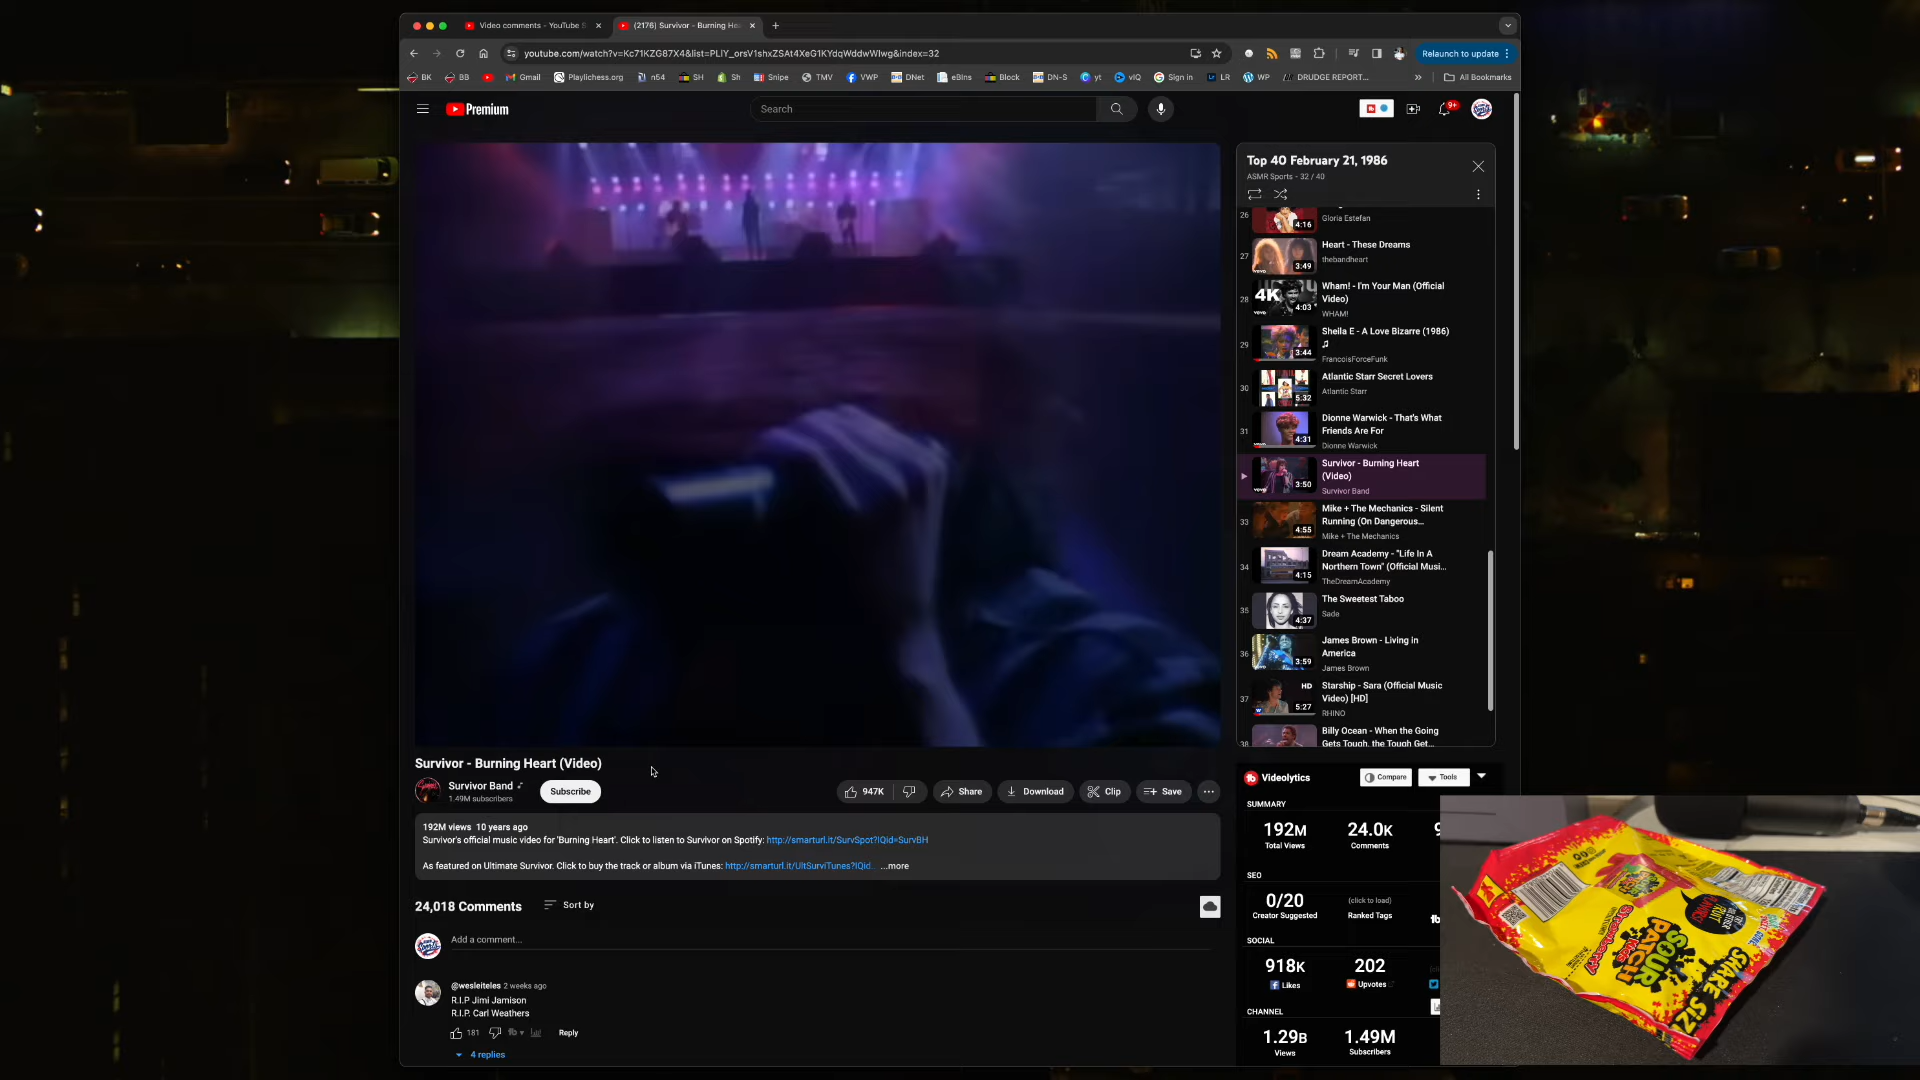 Video comments - YouTube S
(2176) Survivor - Burning He
youtube.com/watch?v=Kc71KZG87X4&list=PLlY_orsV1shxZSAt4XeG1KYdqWddwWIwg&index=32
Relaunch to update
BK
BB
Gmail
Playlichess.org
n64
SH
Sh
Snipe
TMV
VWP
DNet
eBins
Block
DN-S
yt
vIQ
Sign in
LR
WP
DRUDGE REPORT...
All Bookmarks
Premium
Search
9+
Top 40 February 21, 1986
ASMR Sports - 32 / 40
26
4:16
Gloria Estefan
27
3:49
Heart - These Dreams
thebandheart
28
4K
4:03
Wham! - I'm Your Man (Official
Video)
WHAM!
29
3:44
Sheila E - A Love Bizarre (1986)
FrancoisForceFunk
30
5:32
Atlantic Starr Secret Lovers
Atlantic Starr
31
4:31
Dionne Warwick - That's What
Friends Are For
Dionne Warwick
3:50
Survivor - Burning Heart
(Video)
Survivor Band
33
4:55
Mike + The Mechanics - Silent
Running (On Dangerous...
Mike + The Mechanics
34
4:15
Dream Academy - "Life In A
Northern Town" (Official Musi...
TheDreamAcademy
35
4:37
The Sweetest Taboo
Sade
36
3:59
James Brown - Living in
America
James Brown
37
HD
5:27
Starship - Sara (Official Music
Video) [HD]
RHINO
38
Billy Ocean - When the Going
Gets Tough, the Tough Get...
Survivor - Burning Heart (Video)
Survivor Band
1.49M subscribers
Subscribe
947K
Share
Download
Clip
Save
192M views 10 years ago
Survivor's official music video for 'Burning Heart'. Click to listen to Survivor on Spotify: http://smarturl.it/SurvSpot?IQid=SurvBH
As featured on Ultimate Survivor. Click to buy the track or album via iTunes: http://smarturl.it/UltSurviTunes?IQid... ...more
24,018 Comments
Sort by
Add a comment...
@wesleiteles 2 weeks ago
R.I.P Jimi Jamison
R.I.P. Carl Weathers
181
Reply
4 replies
Videolytics
Compare
Tools
SUMMARY
192M
Total Views
24.0K
Comments
SEO
0/20
Creator Suggested
(click to load)
Ranked Tags
SOCIAL
918K
Likes
202
Upvotes
CHANNEL
1.29B
Views
1.49M
Subscribers
SOUR
PATCH
Kids
Strawberry
SHARE SIZ